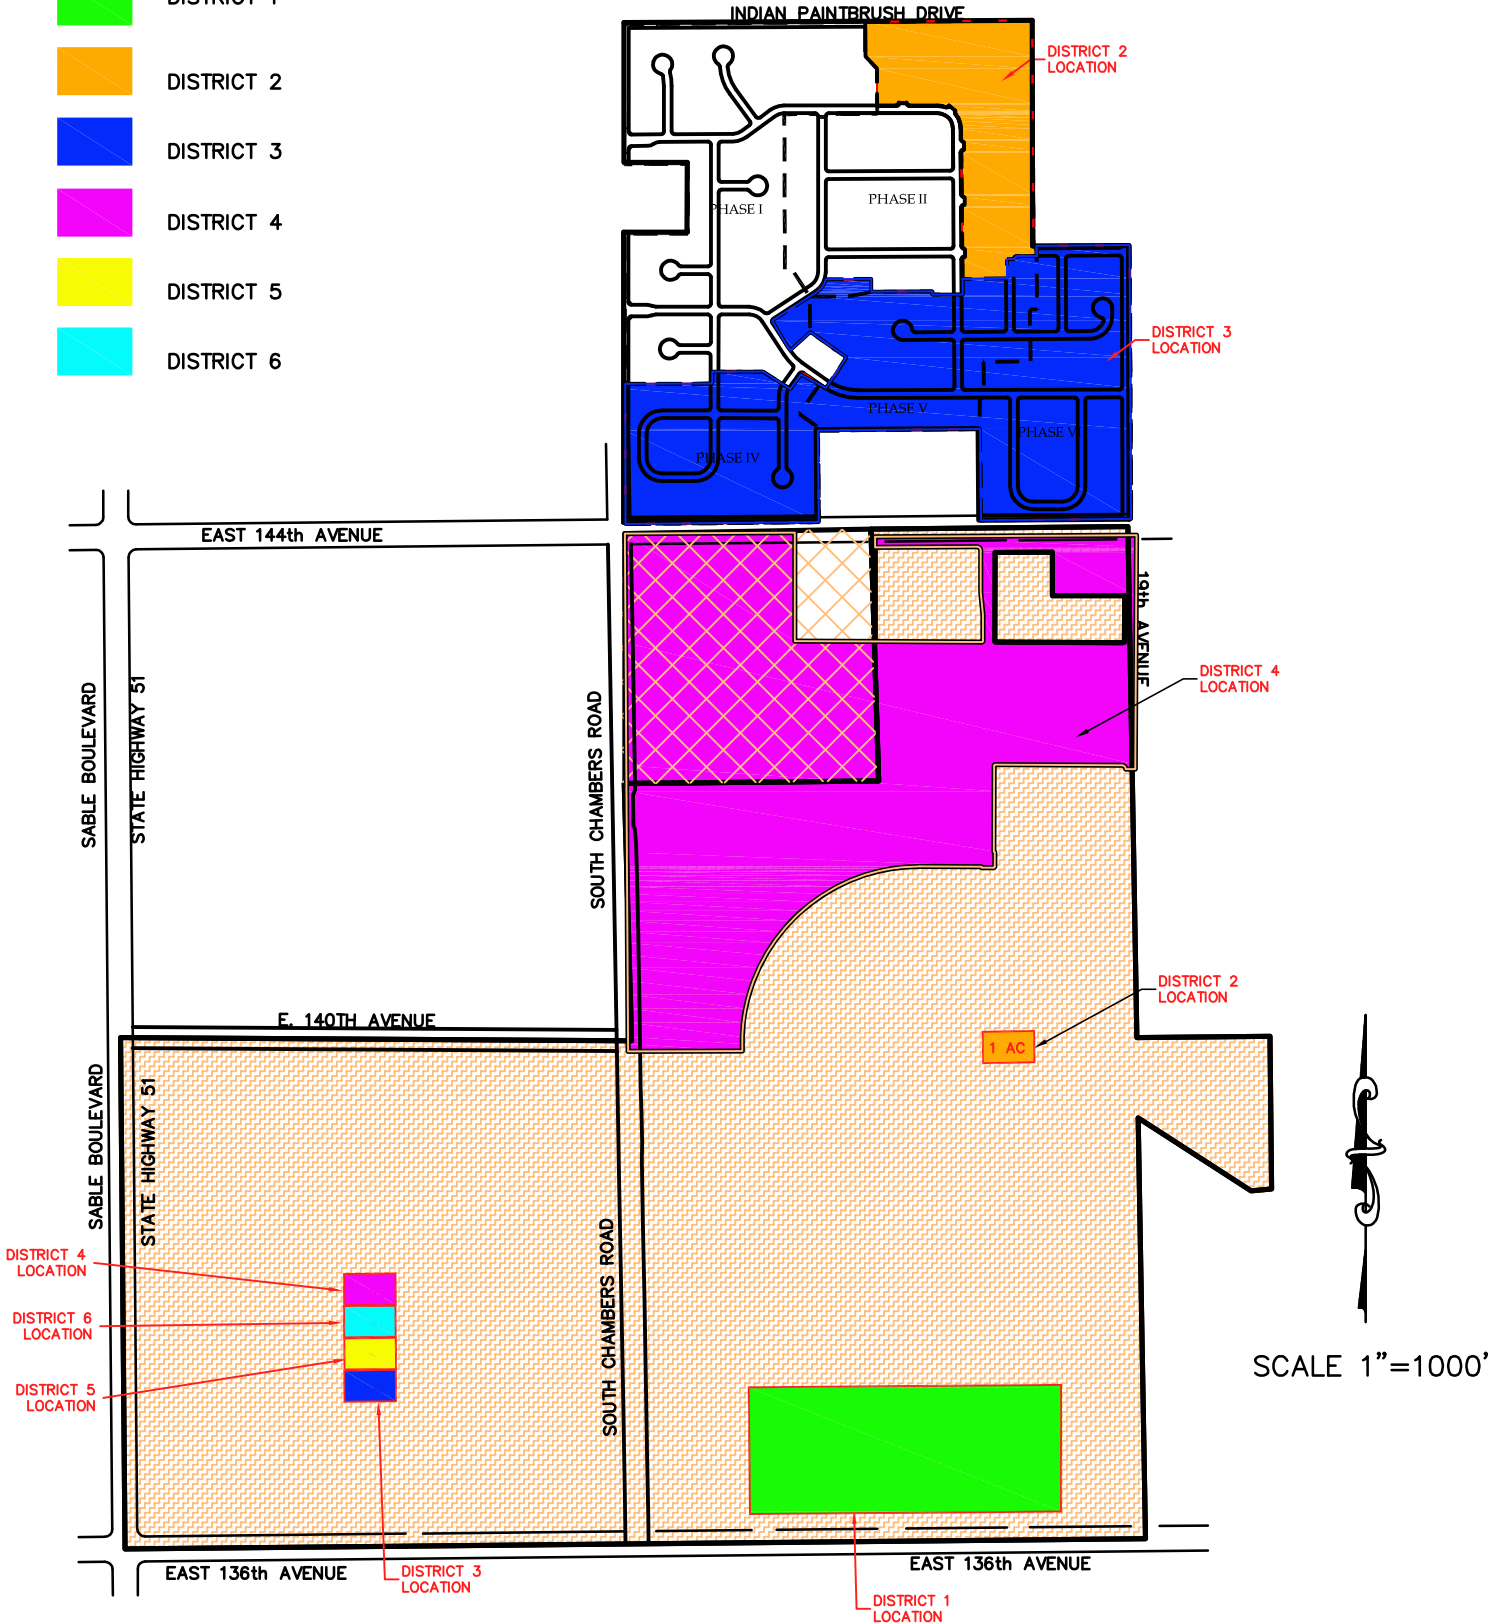 DISTRICT 1
INDIAN PAINTBRUSH DRIVE
DISTRICT 2
DISTRICT 2
LOCATION
DISTRICT 3
DISTRICT 4
PHASE I
PHASE II
DISTRICT 5
DISTRICT 3
LOCATION
DISTRICT 6
PHASE V
PHASE VI
PHASE IV
EAST 144th AVENUE
19th AVENUE
DISTRICT 4
LOCATION
SABLE BOULEVARD
STATE HIGHWAY 51
SOUTH CHAMBERS ROAD
DISTRICT 2
LOCATION
E. 140TH AVENUE
1 AC
SABLE BOULEVARD
STATE HIGHWAY 51
SOUTH CHAMBERS ROAD
DISTRICT 4
LOCATION
DISTRICT 6
LOCATION
DISTRICT 5
LOCATION
SCALE 1"=1000'
EAST 136th AVENUE
DISTRICT 3
LOCATION
EAST 136th AVENUE
DISTRICT 1
LOCATION